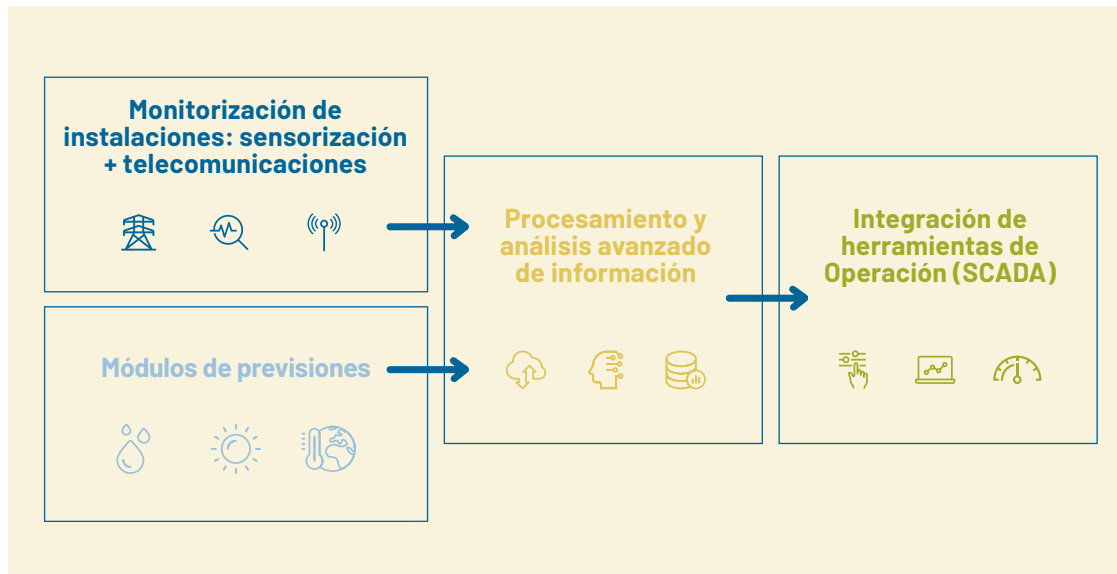 Monitorización de
instalaciones: sensorización
+ telecomunicaciones
Módulos de previsiones
Procesamiento y
análisis avanzado
de información
Integración de
herramientas de
Operación (SCADA)